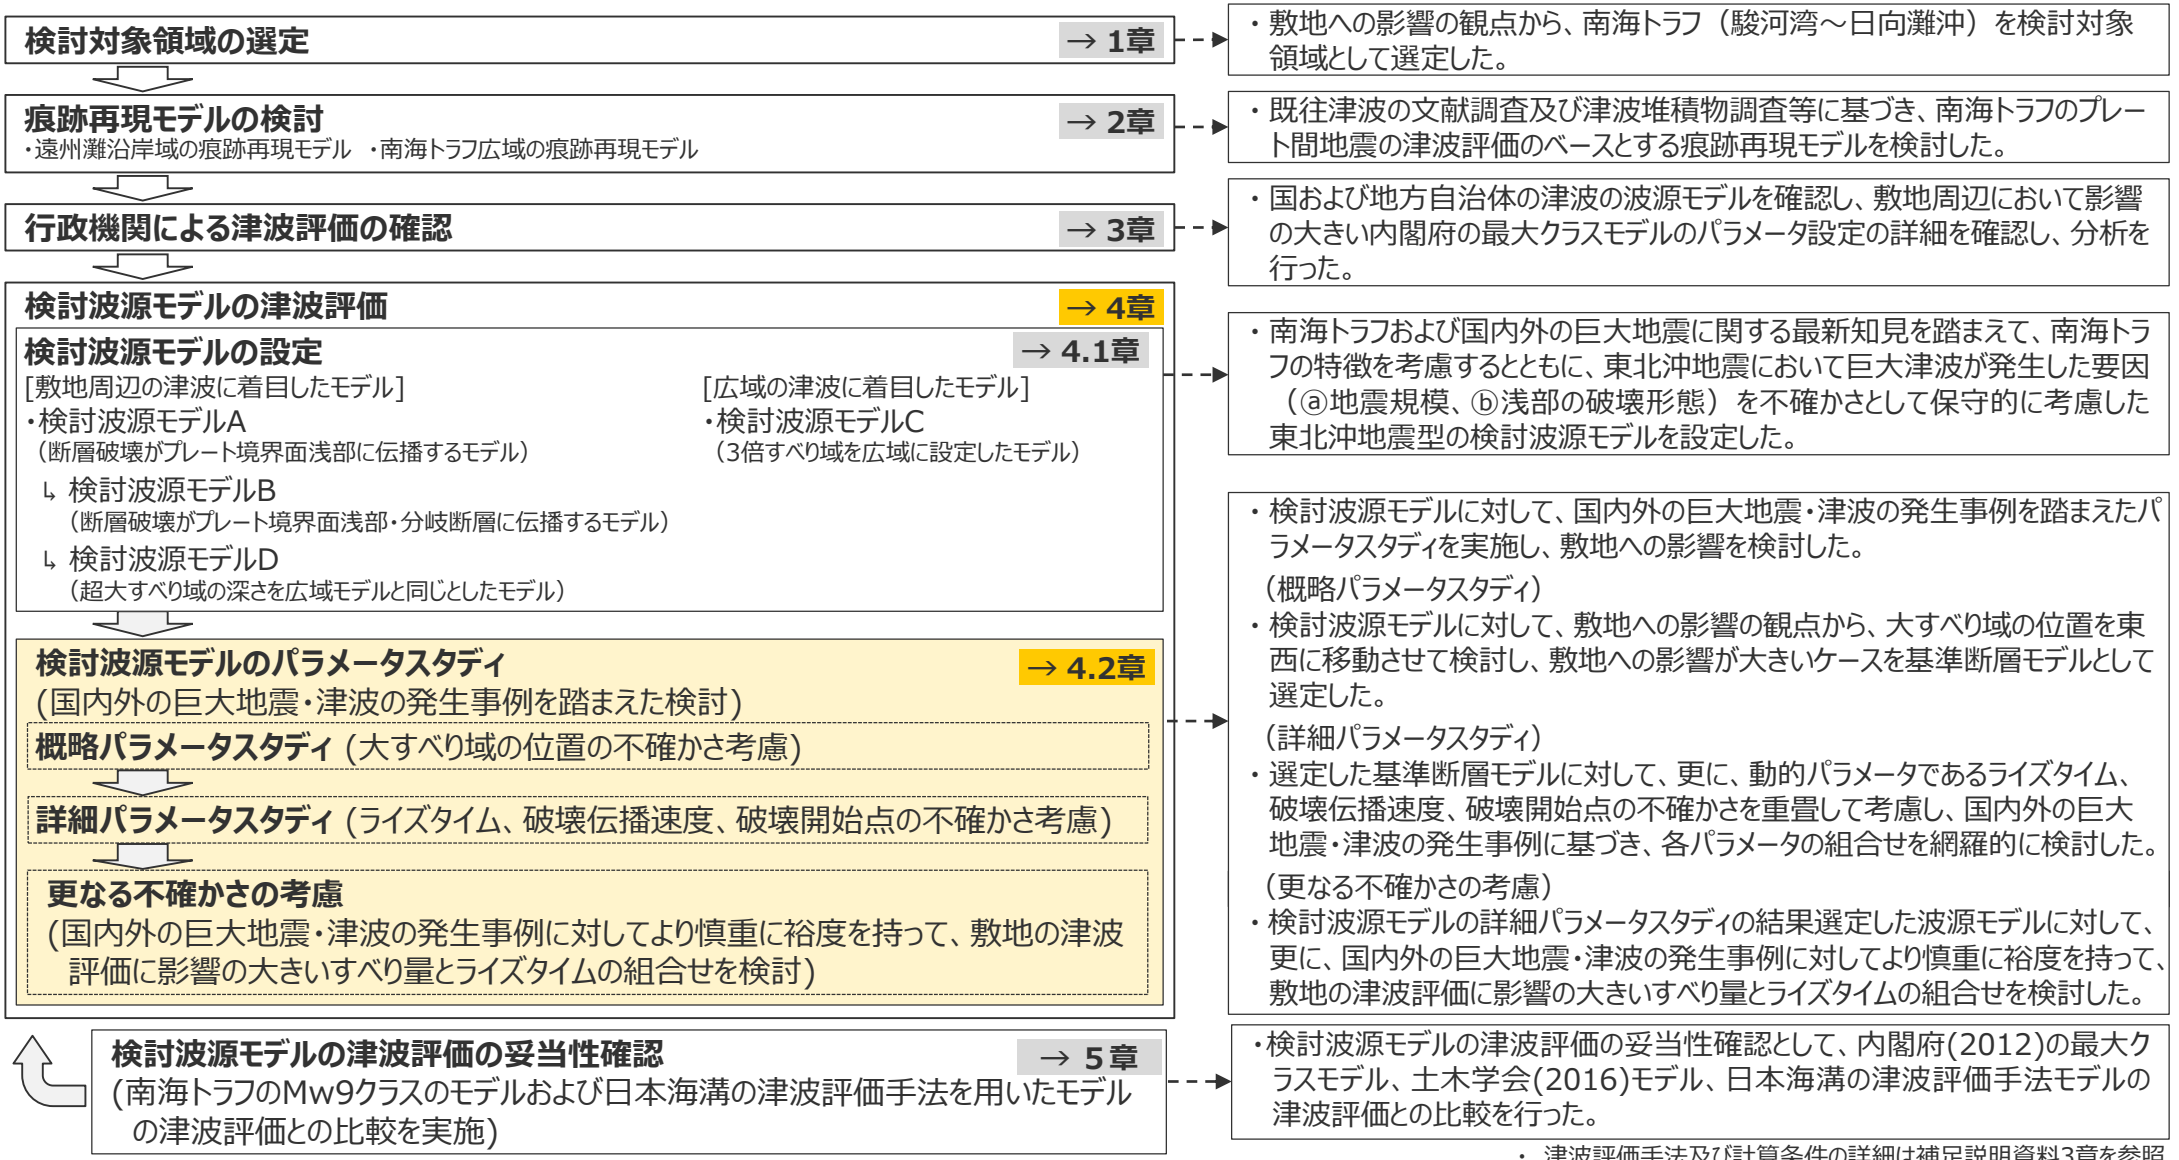 検討対象領域の選定
→ 1章
・敷地への影響の観点から、南海トラフ（駿河湾～日向灘沖）を検討対象
領域として選定した。
痕跡再現モデルの検討
→ 2章
・遠州灘沿岸域の痕跡再現モデル ・南海トラフ広域の痕跡再現モデル
・既往津波の文献調査及び津波堆積物調査等に基づき、南海トラフのプレー
ト間地震の津波評価のベースとする痕跡再現モデルを検討した。
行政機関による津波評価の確認
→ 3章
・国および地方自治体の津波の波源モデルを確認し、敷地周辺において影響
の大きい内閣府の最大クラスモデルのパラメータ設定の詳細を確認し、分析を
行った。
検討波源モデルの津波評価
→ 4章
検討波源モデルの設定
→ 4.1章
[敷地周辺の津波に着目したモデル]
・検討波源モデルA
（断層破壊がプレート境界面浅部に伝播するモデル）
↳ 検討波源モデルB
（断層破壊がプレート境界面浅部・分岐断層に伝播するモデル）
↳ 検討波源モデルD
（超大すべり域の深さを広域モデルと同じとしたモデル）
[広域の津波に着目したモデル]
・検討波源モデルC
（3倍すべり域を広域に設定したモデル）
・南海トラフおよび国内外の巨大地震に関する最新知見を踏まえて、南海トラ
フの特徴を考慮するとともに、東北沖地震において巨大津波が発生した要因
（ⓐ地震規模、ⓑ浅部の破壊形態）を不確かさとして保守的に考慮した
東北沖地震型の検討波源モデルを設定した。
検討波源モデルのパラメータスタディ
→ 4.2章
(国内外の巨大地震・津波の発生事例を踏まえた検討)
概略パラメータスタディ (大すべり域の位置の不確かさ考慮)
詳細パラメータスタディ (ライズタイム、破壊伝播速度、破壊開始点の不確かさ考慮)
更なる不確かさの考慮
(国内外の巨大地震・津波の発生事例に対してより慎重に裕度を持って、敷地の津波
評価に影響の大きいすべり量とライズタイムの組合せを検討)
・検討波源モデルに対して、国内外の巨大地震・津波の発生事例を踏まえたパ
ラメータスタディを実施し、敷地への影響を検討した。
（概略パラメータスタディ）
・検討波源モデルに対して、敷地への影響の観点から、大すべり域の位置を東
西に移動させて検討し、敷地への影響が大きいケースを基準断層モデルとして
選定した。
（詳細パラメータスタディ）
・選定した基準断層モデルに対して、更に、動的パラメータであるライズタイム、
破壊伝播速度、破壊開始点の不確かさを重畳して考慮し、国内外の巨大
地震・津波の発生事例に基づき、各パラメータの組合せを網羅的に検討した。
（更なる不確かさの考慮）
・検討波源モデルの詳細パラメータスタディの結果選定した波源モデルに対して、
更に、国内外の巨大地震・津波の発生事例に対してより慎重に裕度を持って、
敷地の津波評価に影響の大きいすべり量とライズタイムの組合せを検討した。
検討波源モデルの津波評価の妥当性確認
→ 5章
(南海トラフのMw9クラスのモデルおよび日本海溝の津波評価手法を用いたモデル
の津波評価との比較を実施)
・検討波源モデルの津波評価の妥当性確認として、内閣府(2012)の最大ク
ラスモデル、土木学会(2016)モデル、日本海溝の津波評価手法モデルの
津波評価との比較を行った。
・ 津波評価手法及び計算条件の詳細は補足説明資料3章を参照